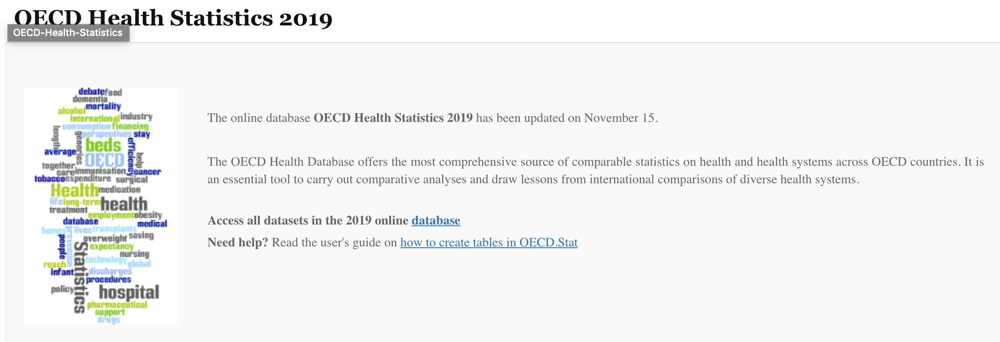 OECD Health Statistics 2019
OECD-Health-Statistics
debate food
dementia
mortality
alcohol
international industry
consumption financing
length
generics
perspectives stay
beds
efficiency
average
OECD
help
together
care immunisation cancer
tobacco expenditure surgical
Health medication
life long-term health
treatment
employment obesity
database medical
homes prevention lives transplants
people
overweight saving
Statistics
expectancy
nursing
technology global
reach
infant discharges
procedures
policy hospital
pharmaceutical
support
drugs
The online database OECD Health Statistics 2019 has been updated on November 15.
The OECD Health Database offers the most comprehensive source of comparable statistics on health and health systems across OECD countries. It is
an essential tool to carry out comparative analyses and draw lessons from international comparisons of diverse health systems.
Access all datasets in the 2019 online database
Need help? Read the user's guide on how to create tables in OECD.Stat